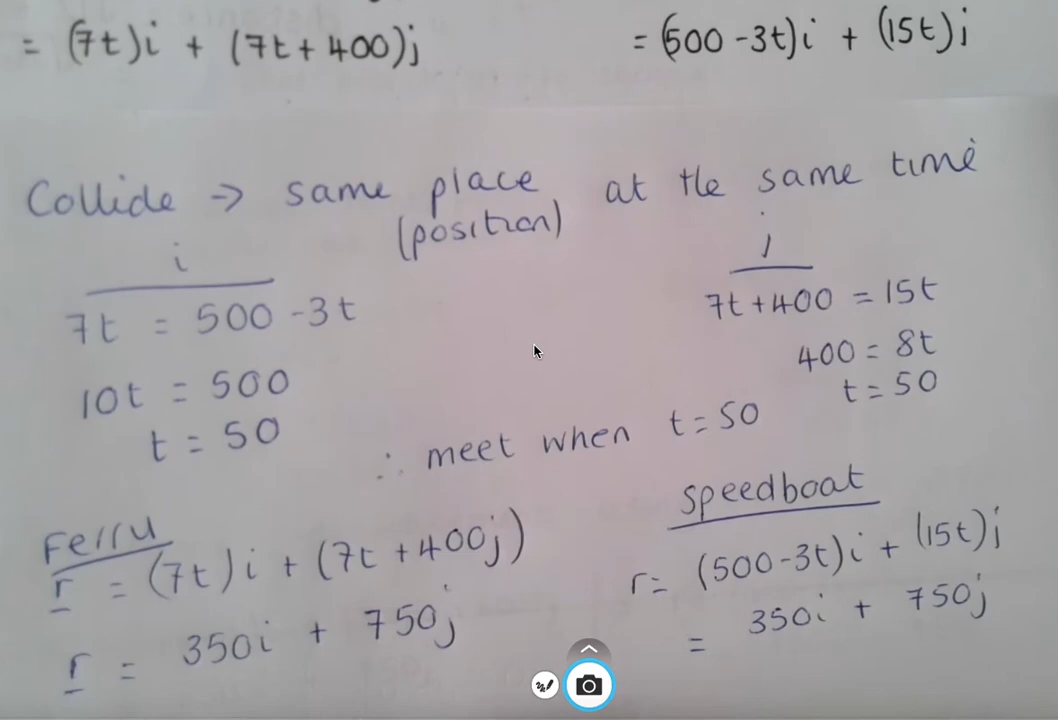 = (7t)i + (7t + 400)j
= (500 - 3t)i + (15t)j
Collide → same place at the same time
(position)
i
7t = 500 - 3t
10t = 500
t = 50
j
7t + 400 = 15t
400 = 8t
t = 50
∴ meet when t = 50
Ferry
r = (7t)i + (7t + 400j)
r = 350i + 750j
speedboat
r = (500 - 3t)i + (15t)j
= 350i + 750j